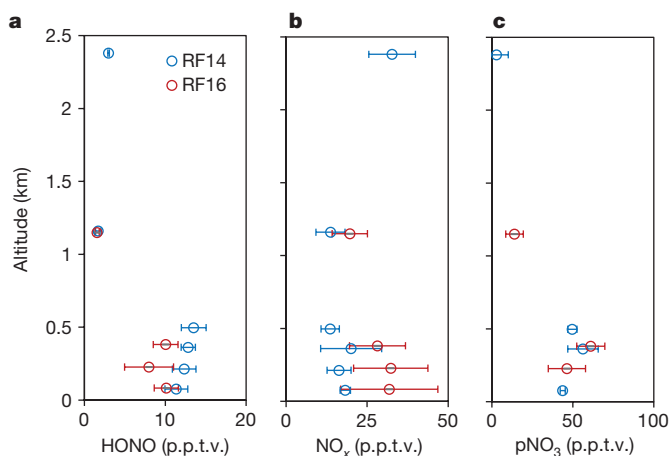 a
b
c
2.5
2
1.5
1
0.5
0
Altitude (km)
RF14
RF16
0 10 20
0 25 50
0 50 100
HONO (p.p.t.v.)
NOx (p.p.t.v.)
pNO3 (p.p.t.v.)